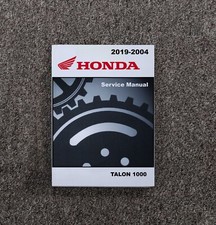 2019-2004
HONDA
Service Manual
TALON 1000